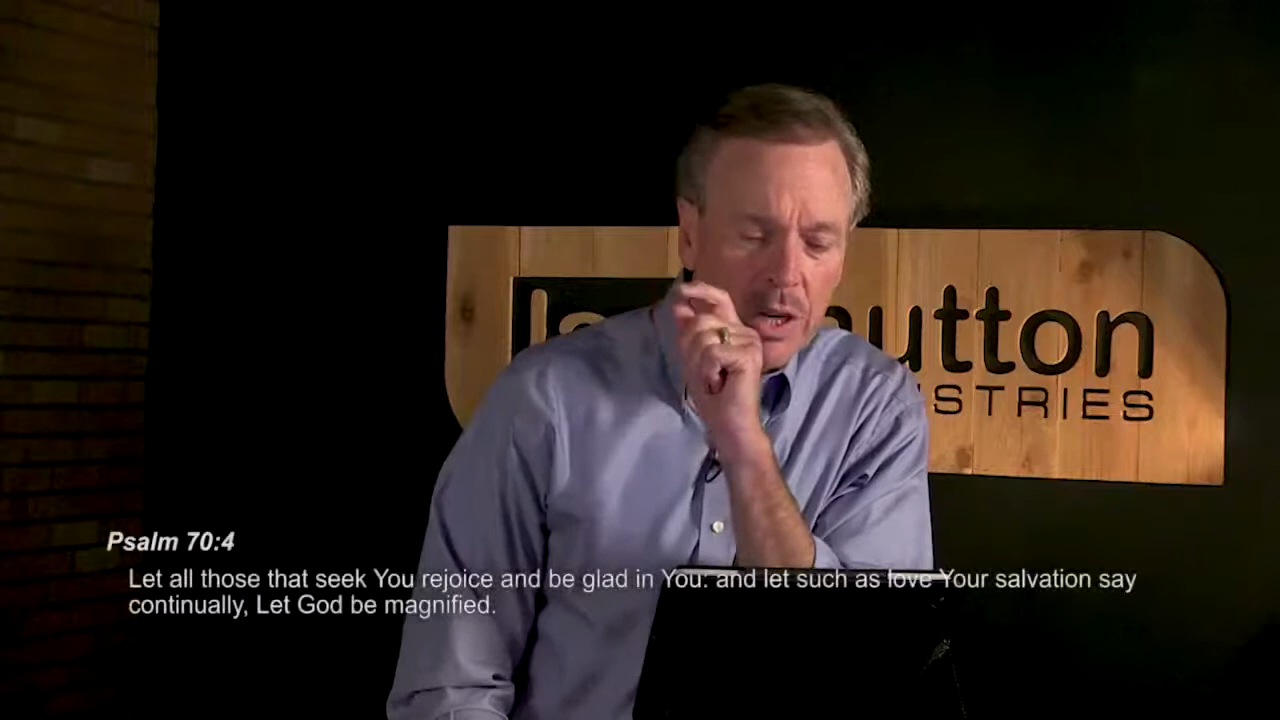 utton
ISTRIES
Psalm 70:4
Let all those that seek You rejoice and be glad in You: and let such as love Your salvation say
continually, Let God be magnified.